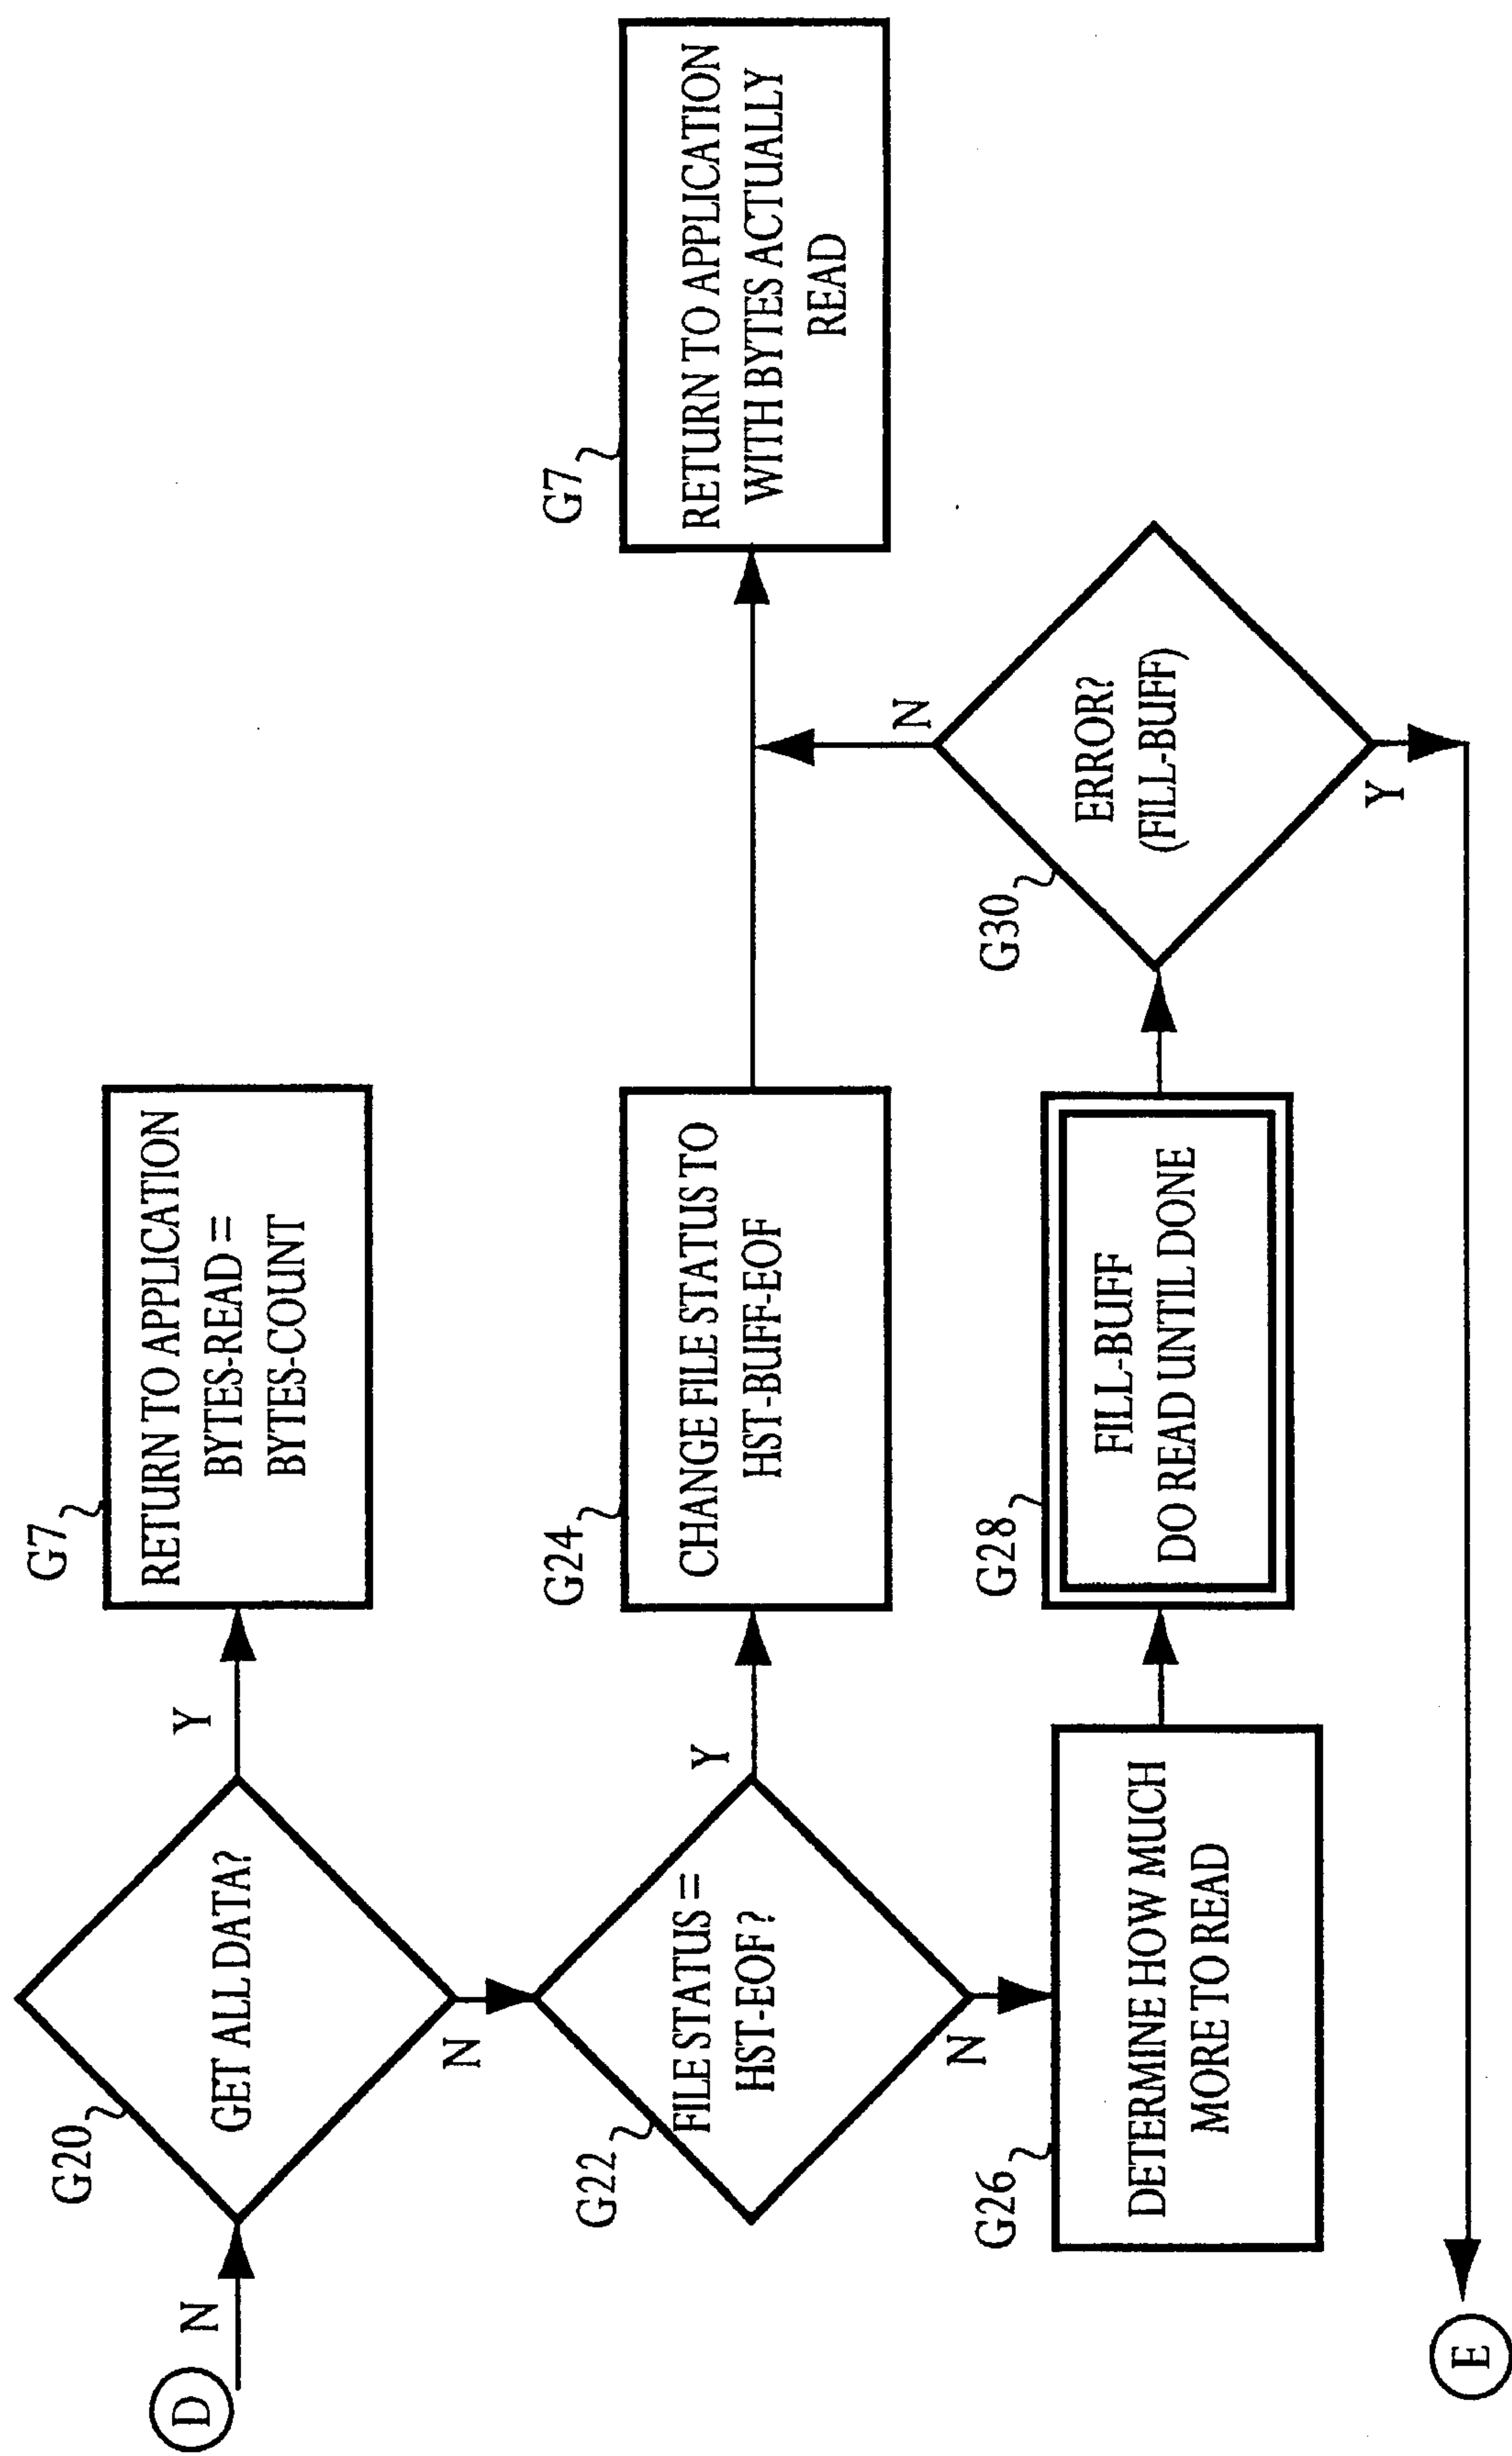 D
N
G20
GET ALL DATA?
Y
G7
RETURN TO APPLICATION
BYTES-READ =
BYTES-COUNT
N
G22
FILE STATUS =
HST-EOF?
Y
G24
CHANGE FILE STATUS TO
HST-BUFF-EOF
G7
RETURN TO APPLICATION
WITH BYTES ACTUALLY
READ
N
G26
DETERMINE HOW MUCH
MORE TO READ
G28
FILL-BUFF
DO READ UNTIL DONE
G30
ERROR?
(FILL-BUFF)
N
Y
E